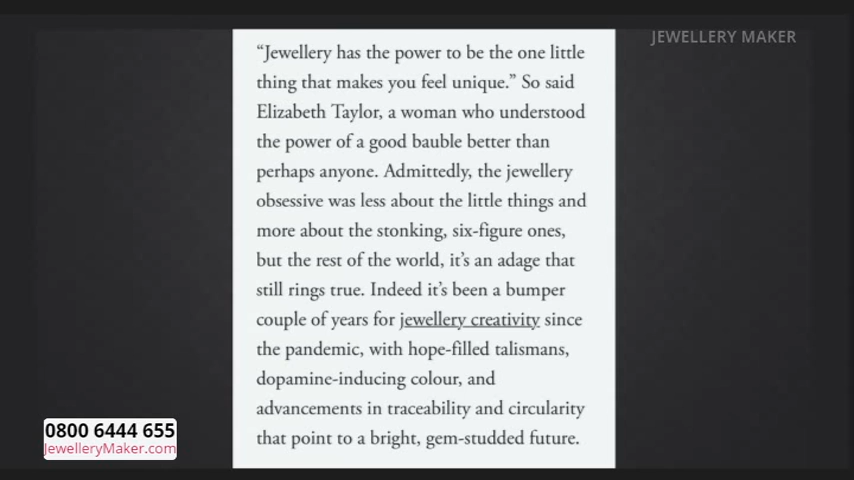 JEWELLERY MAKER
“Jewellery has the power to be the one little
thing that makes you feel unique.” So said
Elizabeth Taylor, a woman who understood
the power of a good bauble better than
perhaps anyone. Admittedly, the jewellery
obsessive was less about the little things and
more about the stonking, six-figure ones,
but the rest of the world, it’s an adage that
still rings true. Indeed it’s been a bumper
couple of years for jewellery creativity since
the pandemic, with hope-filled talismans,
dopamine-inducing colour, and
advancements in traceability and circularity
that point to a bright, gem-studded future.
0800 6444 655
JewelleryMaker.com